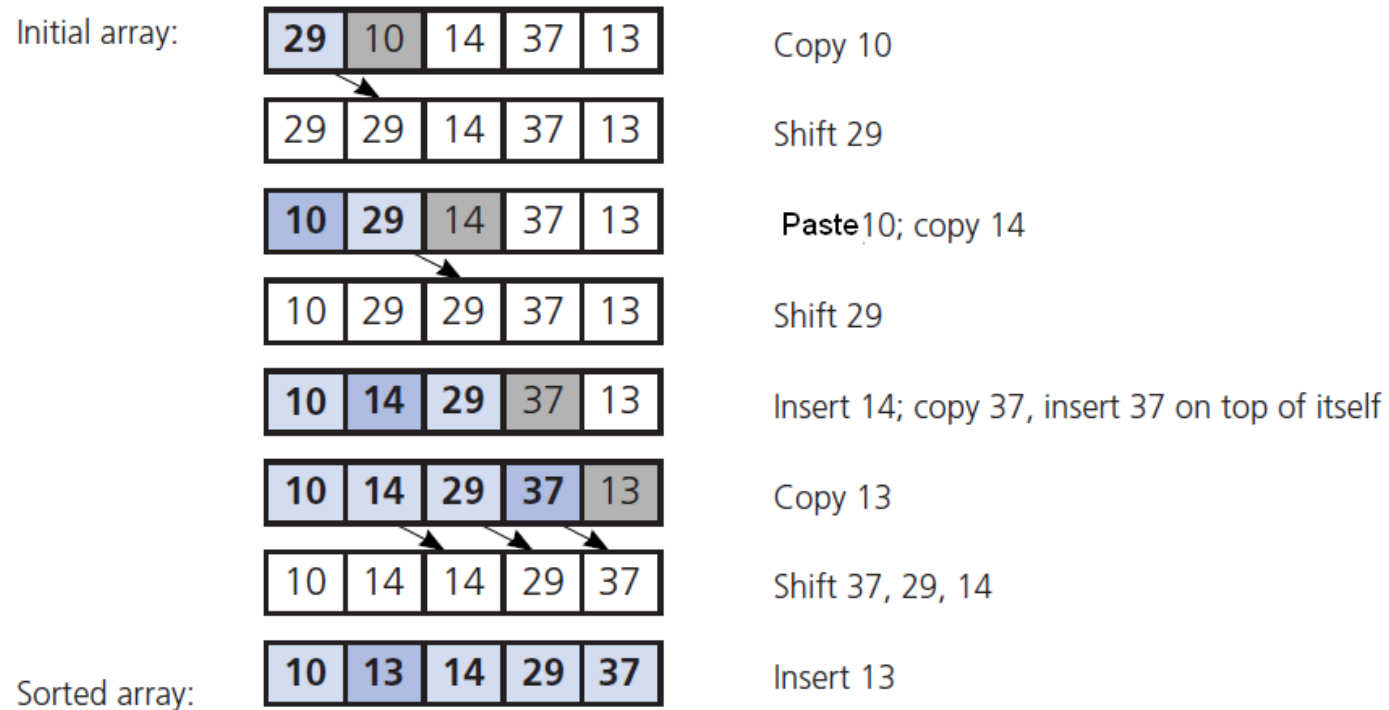 Initial array: 29 10 14 37 13 Copy 10
29 29 14 37 13 Shift 29
10 29 14 37 13 Paste 10; copy 14
10 29 29 37 13 Shift 29
10 14 29 37 13 Insert 14; copy 37, insert 37 on top of itself
10 14 29 37 13 Copy 13
10 14 14 29 37 Shift 37, 29, 14
Sorted array: 10 13 14 29 37 Insert 13